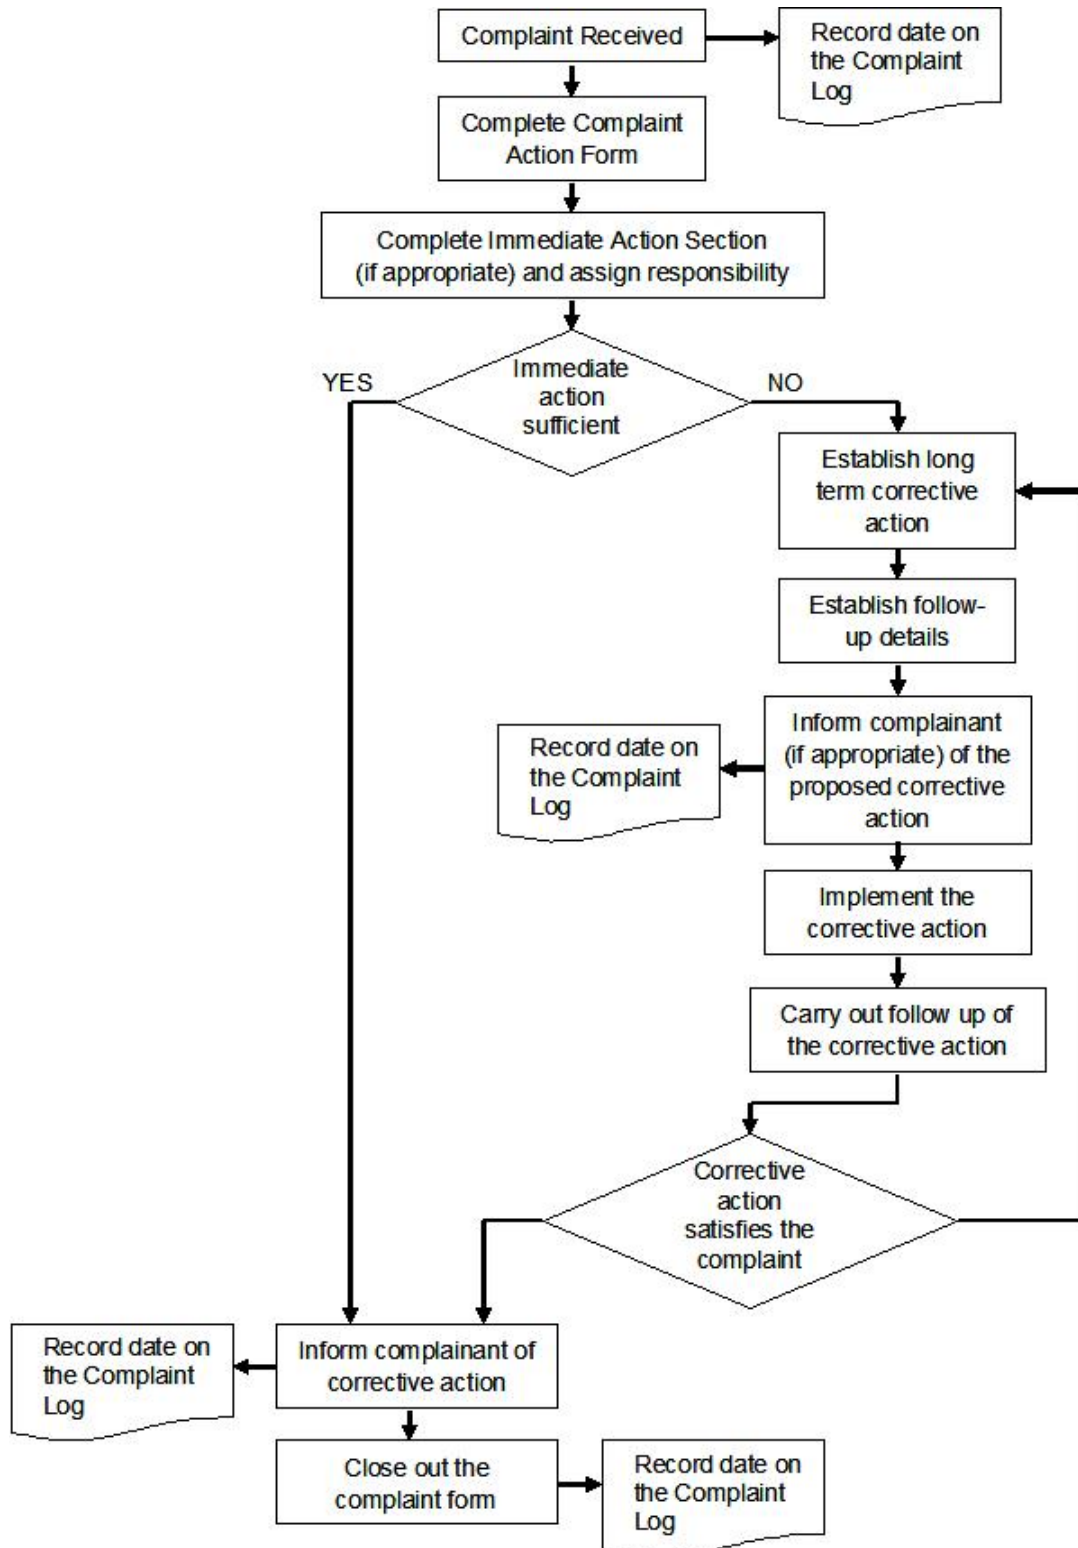 Complaint Received
Record date on
the Complaint
Log
Complete Complaint
Action Form
Complete Immediate Action Section
(if appropriate) and assign responsibility
YES
Immediate
action
sufficient
NO
Establish long
term corrective
action
Establish follow-
up details
Inform complainant
(if appropriate) of the
proposed corrective
action
Record date on
the Complaint
Log
Implement the
corrective action
Carry out follow up of
the corrective action
Corrective
action
satisfies the
complaint
Inform complainant of
corrective action
Record date on
the Complaint
Log
Close out the
complaint form
Record date on
the Complaint
Log